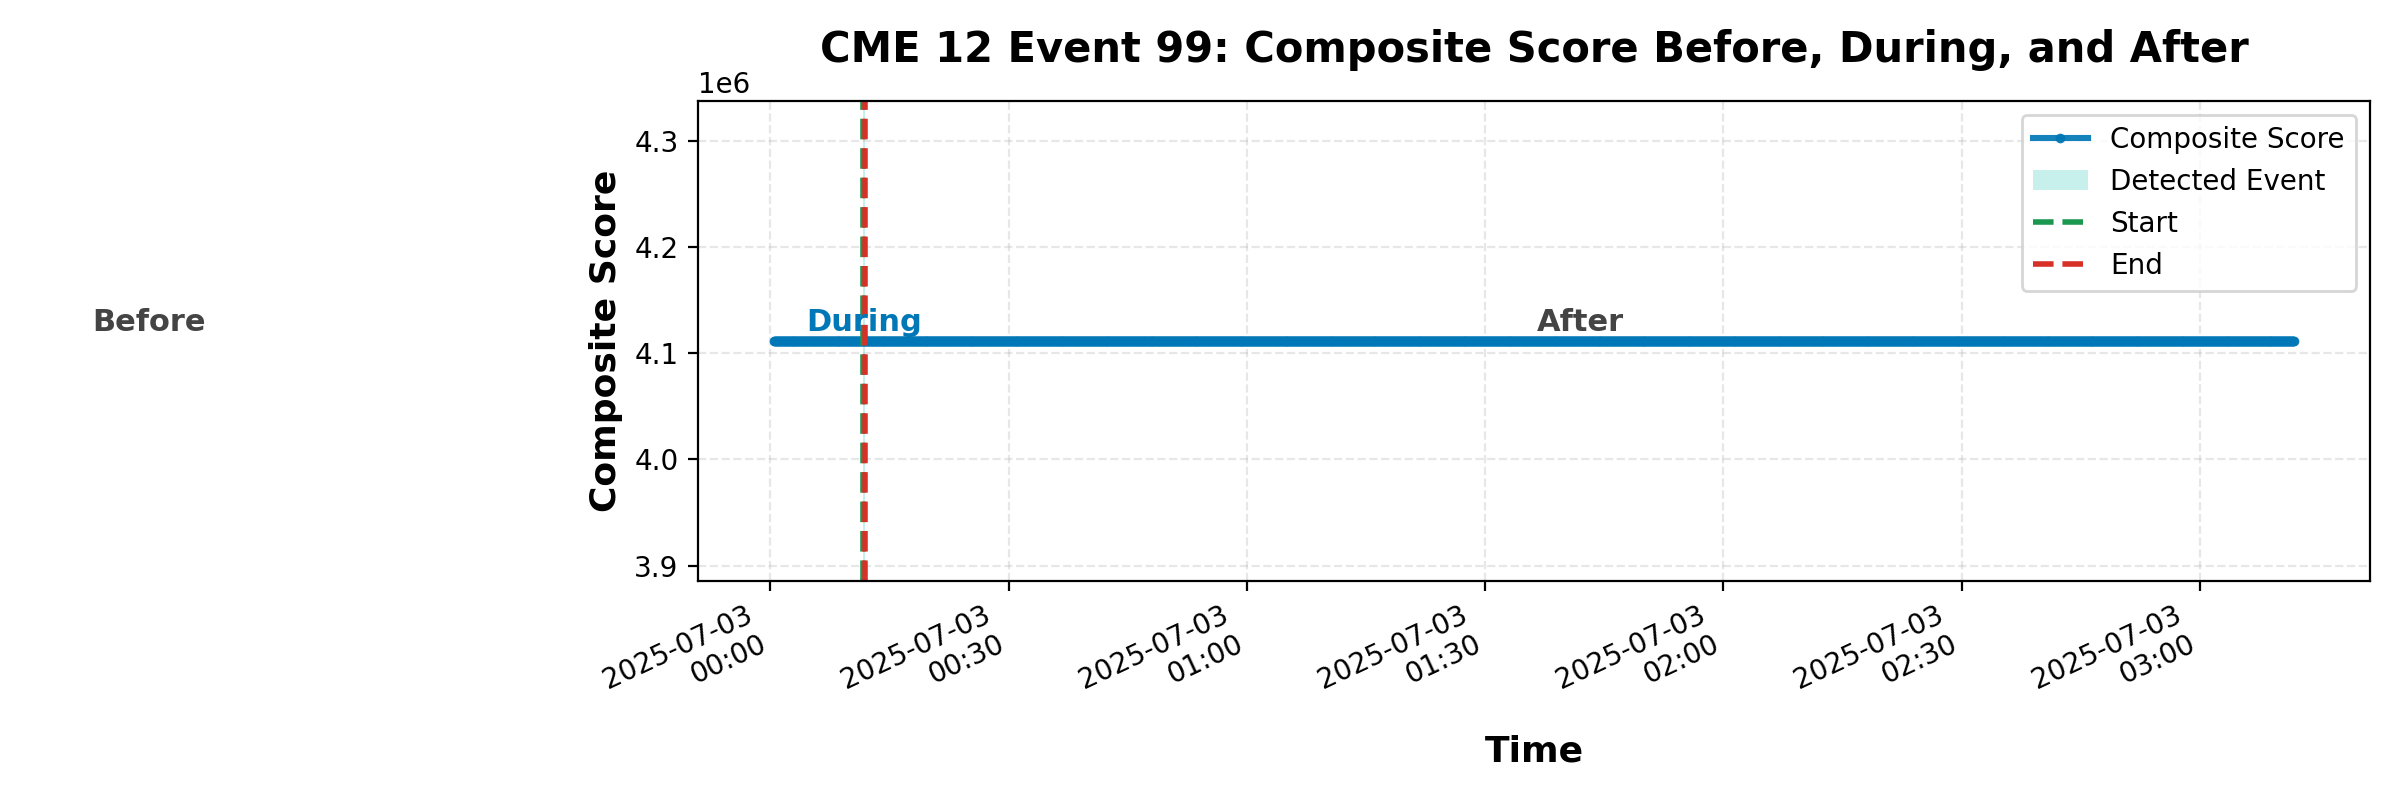 CME 12 Event 99: Composite Score Before, During, and After
1e6
4.3
4.2
4.1
4.0
3.9
Composite Score
Before
During
After
Composite Score
Detected Event
Start
End
2025-07-03
00:00
2025-07-03
00:30
2025-07-03
01:00
2025-07-03
01:30
2025-07-03
02:00
2025-07-03
02:30
2025-07-03
03:00
Time